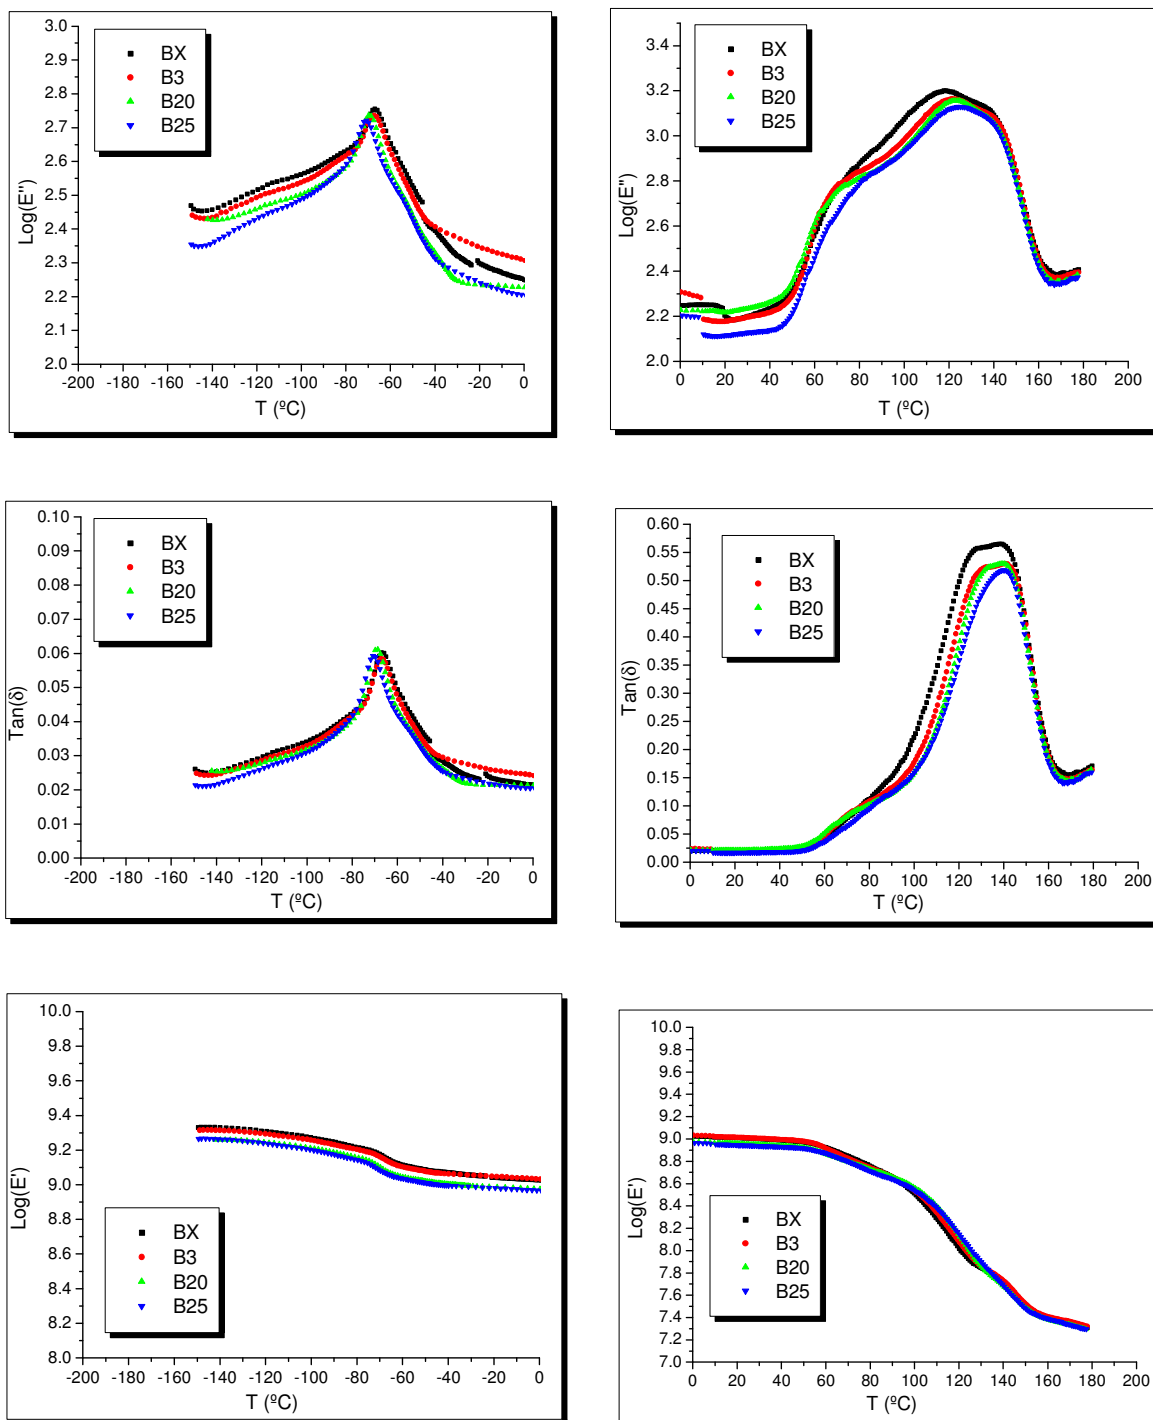 3.0
2.9
2.8
2.7
2.6
2.5
2.4
2.3
2.2
2.1
2.0
Log(E'')
BX
B3
B20
B25
-200 -180 -160 -140 -120 -100 -80 -60 -40 -20 0
T (ºC)
3.4
3.2
3.0
2.8
2.6
2.4
2.2
2.0
Log(E'')
BX
B3
B20
B25
0 20 40 60 80 100 120 140 160 180 200
T (ºC)
0.10
0.09
0.08
0.07
0.06
0.05
0.04
0.03
0.02
0.01
0.00
Tan(δ)
BX
B3
B20
B25
-200 -180 -160 -140 -120 -100 -80 -60 -40 -20 0
T (ºC)
0.60
0.55
0.50
0.45
0.40
0.35
0.30
0.25
0.20
0.15
0.10
0.05
0.00
Tan(δ)
BX
B3
B20
B25
0 20 40 60 80 100 120 140 160 180 200
T (ºC)
10.0
9.8
9.6
9.4
9.2
9.0
8.8
8.6
8.4
8.2
8.0
Log(E')
BX
B3
B20
B25
-200 -180 -160 -140 -120 -100 -80 -60 -40 -20 0
T (ºC)
10.0
9.8
9.6
9.4
9.2
9.0
8.8
8.6
8.4
8.2
8.0
7.8
7.6
7.4
7.2
7.0
Log(E')
BX
B3
B20
B25
0 20 40 60 80 100 120 140 160 180 200
T (ºC)